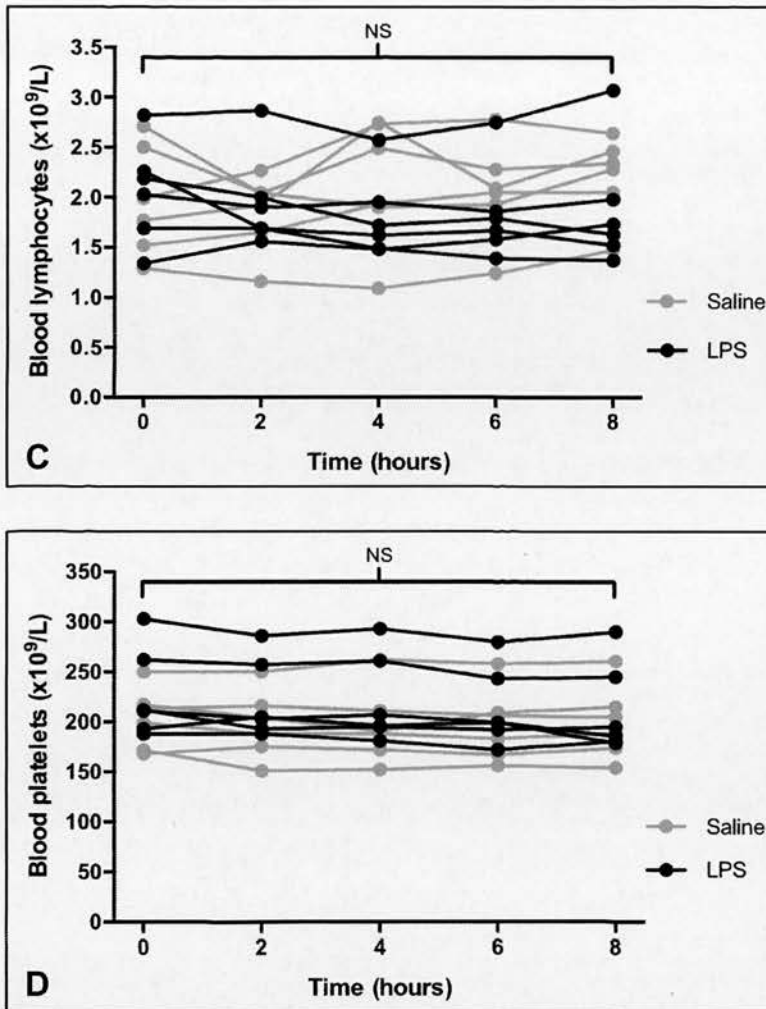 NS
3.5
3.0
2.5
2.0
1.5
1.0
0.5
0.0
Blood lymphocytes (x10⁹/L)
0 2 4 6 8
Time (hours)
Saline
LPS
C
NS
350
300
250
200
150
100
50
0
Blood platelets (x10⁹/L)
0 2 4 6 8
Time (hours)
Saline
LPS
D